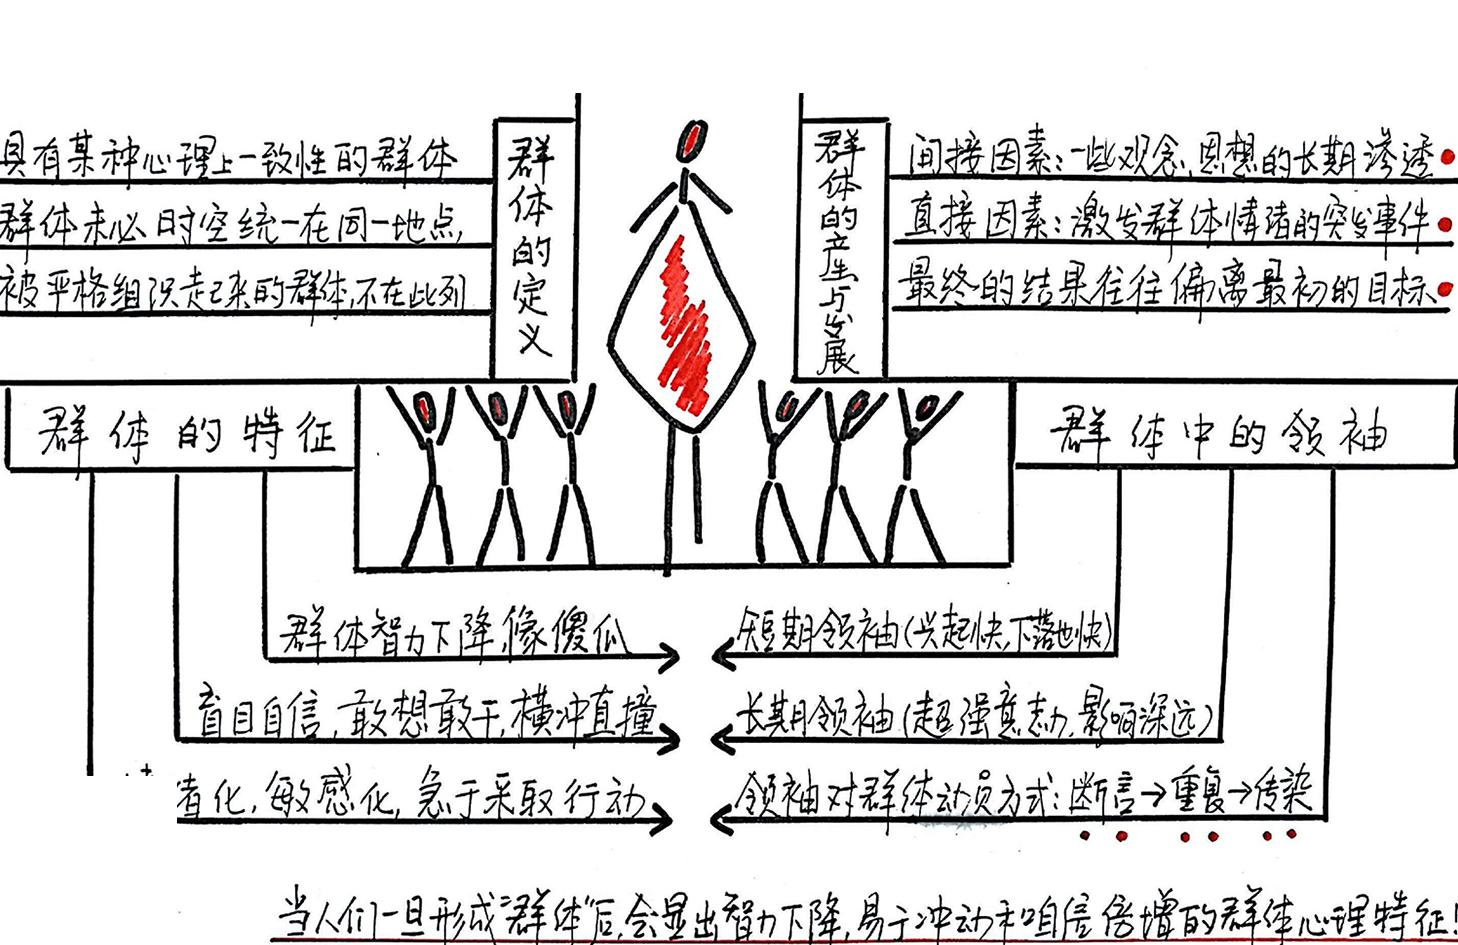 具有某种心理上一致性的群体
群体未必时空统一在同一地点,
被严格组织起来的群体,不在此列
群体的定义
群体的产生与发展
间接因素:一些观念、思想的长期渗透
直接因素:激发群体情绪的突发事件
最终的结果往往偏离最初的目标
群体的特征
群体中的领袖
群体智力下降,像傻瓜
盲目自信,敢想敢干,横冲直撞
化,敏感化,急于采取行动
短期领袖(兴起快,下落也快)
长期领袖(超强意志力,影响深远)
领袖对群体动员方式:断言→重复→传染
当人们一旦形成“群体”后,会显出智力下降,易于冲动和自信倍增的群体心理特征!